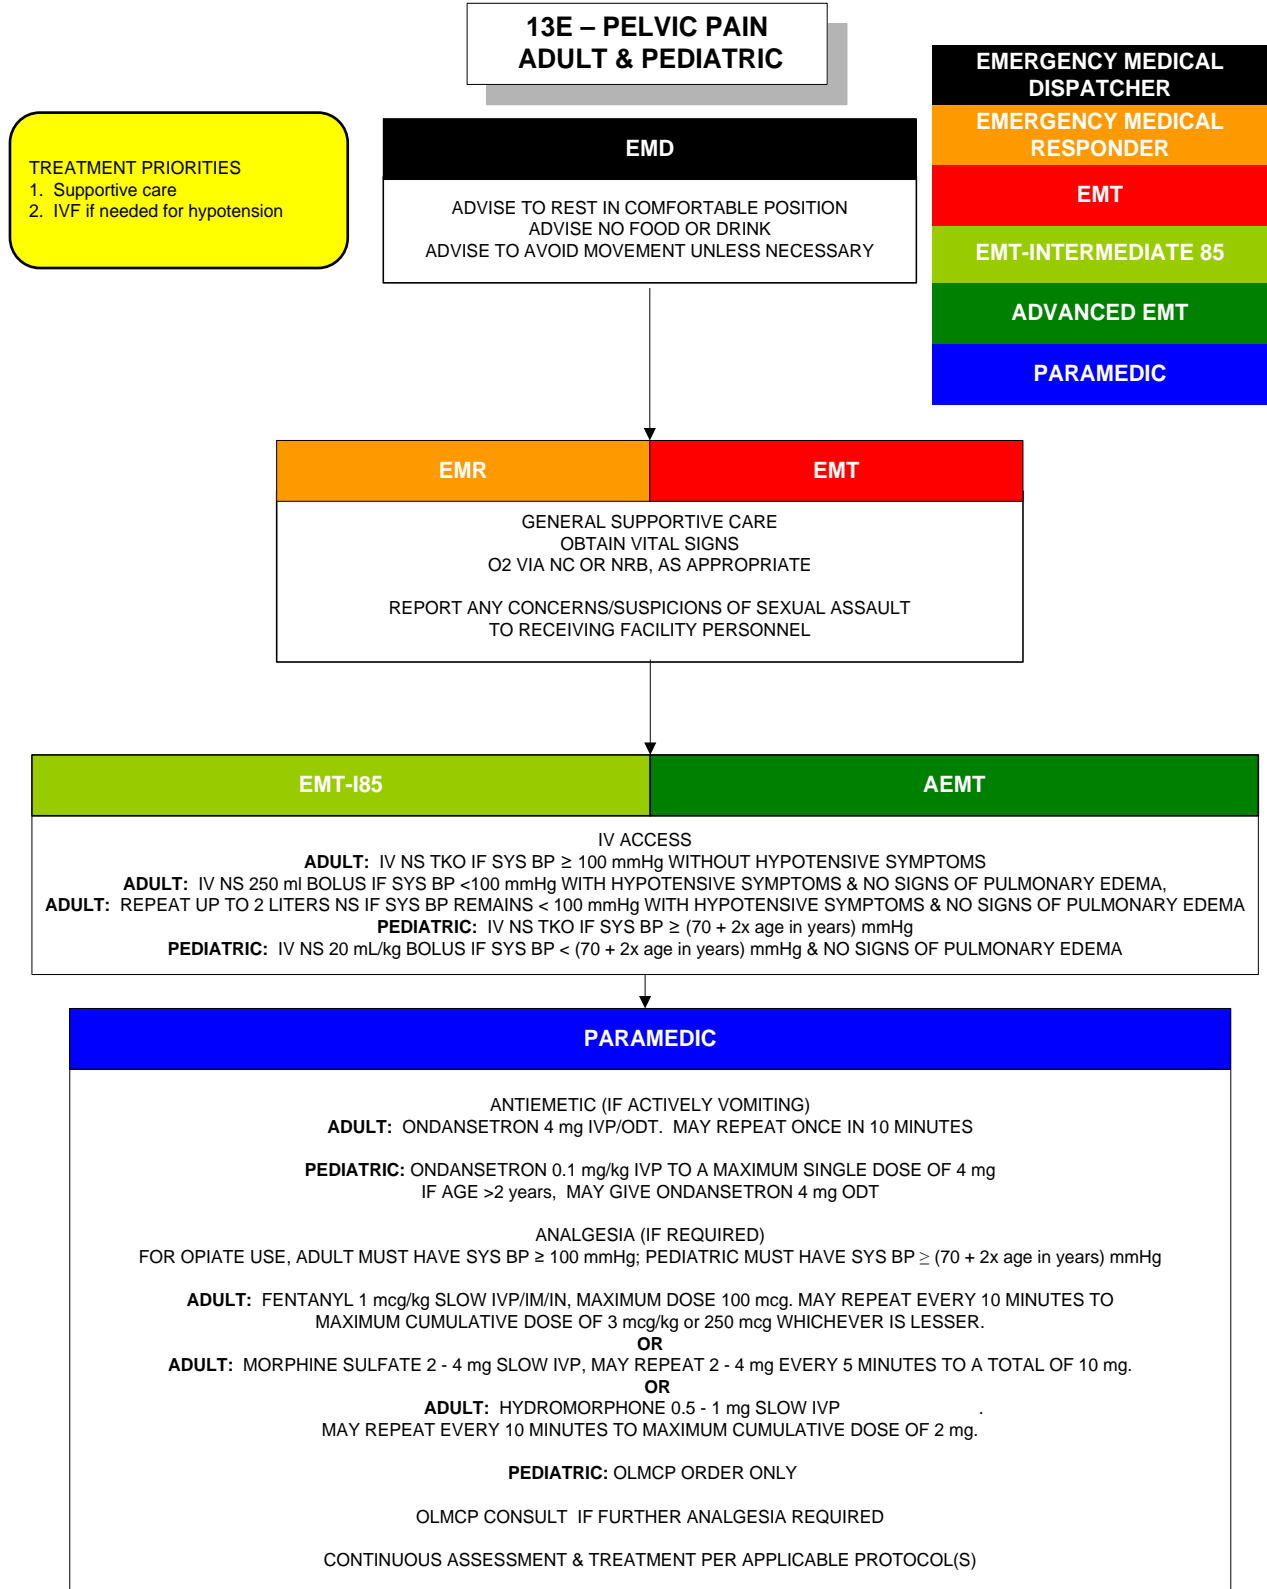 13E – PELVIC PAIN
ADULT & PEDIATRIC
TREATMENT PRIORITIES
1. Supportive care
2. IVF if needed for hypotension
EMERGENCY MEDICAL
DISPATCHER
EMERGENCY MEDICAL
RESPONDER
EMT
EMT-INTERMEDIATE 85
ADVANCED EMT
PARAMEDIC
EMD
ADVISE TO REST IN COMFORTABLE POSITION
ADVISE NO FOOD OR DRINK
ADVISE TO AVOID MOVEMENT UNLESS NECESSARY
EMR
EMT
GENERAL SUPPORTIVE CARE
OBTAIN VITAL SIGNS
O2 VIA NC OR NRB, AS APPROPRIATE
REPORT ANY CONCERNS/SUSPICIONS OF SEXUAL ASSAULT
TO RECEIVING FACILITY PERSONNEL
EMT-I85
AEMT
IV ACCESS
ADULT: IV NS TKO IF SYS BP ≥ 100 mmHg WITHOUT HYPOTENSIVE SYMPTOMS
ADULT: IV NS 250 ml BOLUS IF SYS BP <100 mmHg WITH HYPOTENSIVE SYMPTOMS & NO SIGNS OF PULMONARY EDEMA,
ADULT: REPEAT UP TO 2 LITERS NS IF SYS BP REMAINS < 100 mmHg WITH HYPOTENSIVE SYMPTOMS & NO SIGNS OF PULMONARY EDEMA
PEDIATRIC: IV NS TKO IF SYS BP ≥ (70 + 2x age in years) mmHg
PEDIATRIC: IV NS 20 mL/kg BOLUS IF SYS BP < (70 + 2x age in years) mmHg & NO SIGNS OF PULMONARY EDEMA
PARAMEDIC
ANTIEMETIC (IF ACTIVELY VOMITING)
ADULT: ONDANSETRON 4 mg IVP/ODT. MAY REPEAT ONCE IN 10 MINUTES
PEDIATRIC: ONDANSETRON 0.1 mg/kg IVP TO A MAXIMUM SINGLE DOSE OF 4 mg
IF AGE >2 years, MAY GIVE ONDANSETRON 4 mg ODT
ANALGESIA (IF REQUIRED)
FOR OPIATE USE, ADULT MUST HAVE SYS BP ≥ 100 mmHg; PEDIATRIC MUST HAVE SYS BP ≥ (70 + 2x age in years) mmHg
ADULT: FENTANYL 1 mcg/kg SLOW IVP/IM/IN, MAXIMUM DOSE 100 mcg. MAY REPEAT EVERY 10 MINUTES TO
MAXIMUM CUMULATIVE DOSE OF 3 mcg/kg or 250 mcg WHICHEVER IS LESSER.
OR
ADULT: MORPHINE SULFATE 2 - 4 mg SLOW IVP, MAY REPEAT 2 - 4 mg EVERY 5 MINUTES TO A TOTAL OF 10 mg.
OR
ADULT: HYDROMORPHONE 0.5 - 1 mg SLOW IVP .
MAY REPEAT EVERY 10 MINUTES TO MAXIMUM CUMULATIVE DOSE OF 2 mg.
PEDIATRIC: OLMCP ORDER ONLY
OLMCP CONSULT IF FURTHER ANALGESIA REQUIRED
CONTINUOUS ASSESSMENT & TREATMENT PER APPLICABLE PROTOCOL(S)